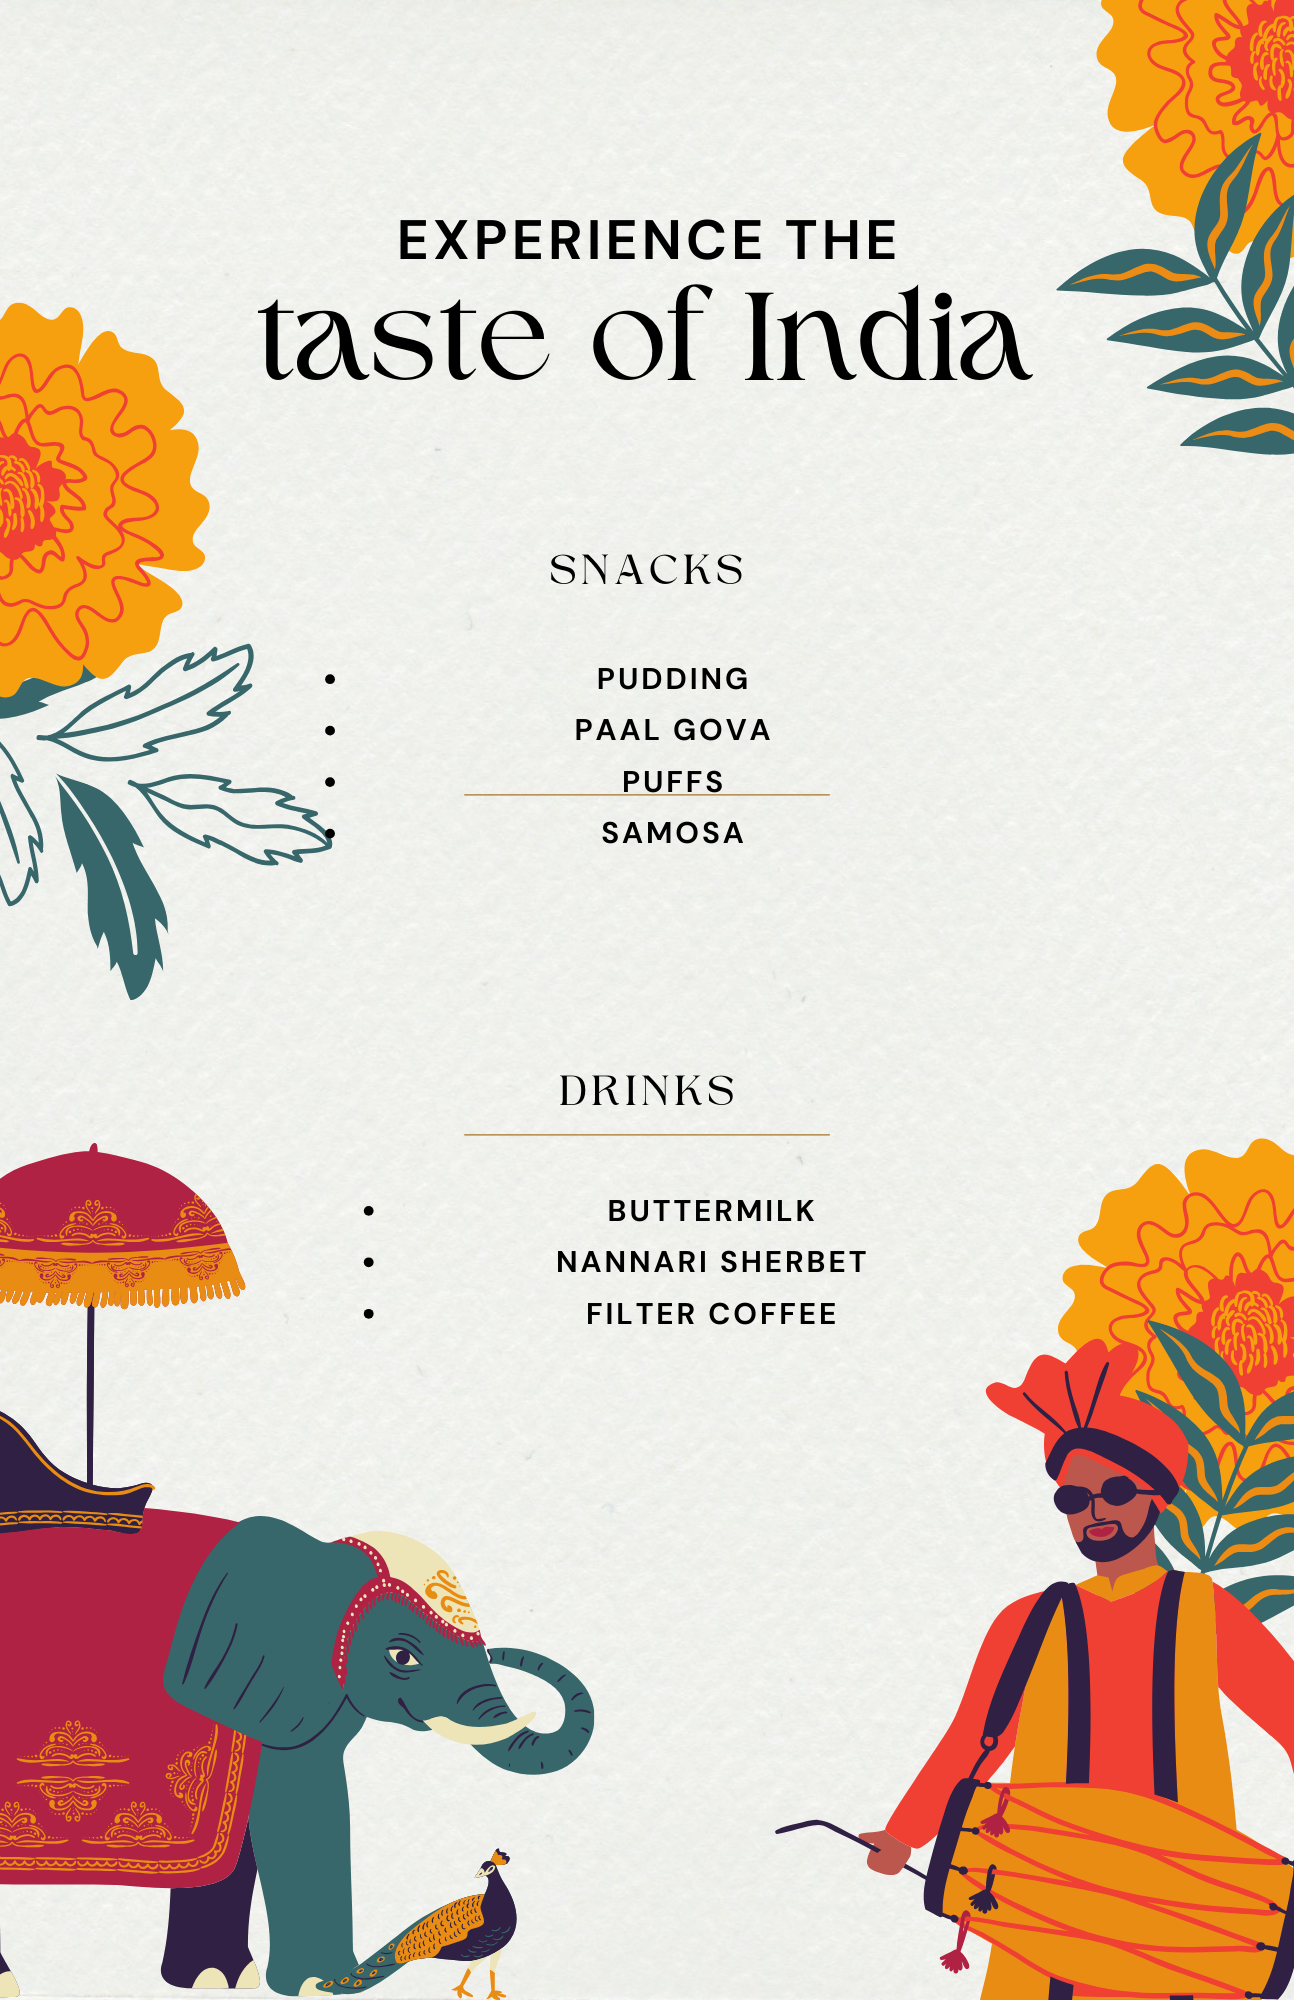 EXPERIENCE THE
taste of India
SNACKS
• PUDDING
• PAAL GOVA
• PUFFS
• SAMOSA
DRINKS
• BUTTERMILK
• NANNARI SHERBET
• FILTER COFFEE